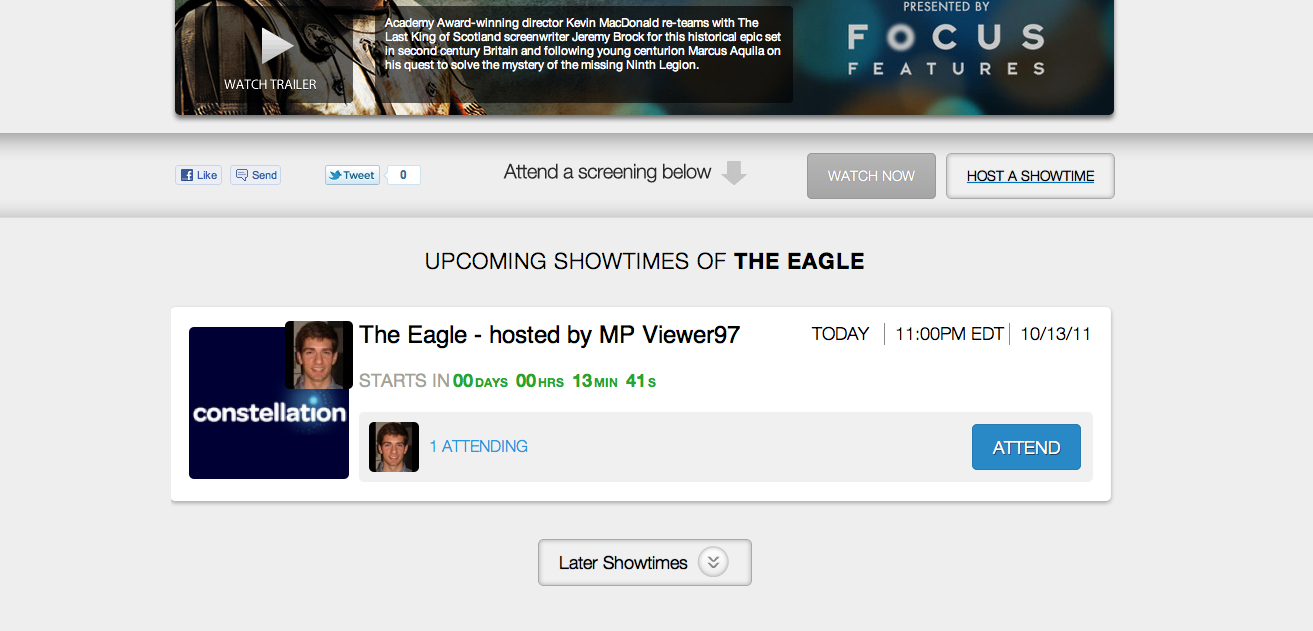 PRESENTED BY
FOCUS
FEATURES
Academy Award-winning director Kevin MacDonald re-teams with The
Last King of Scotland screenwriter Jeremy Brock for this historical epic set
in second century Britain and following young centurion Marcus Aquila on
his quest to solve the mystery of the missing Ninth Legion.
WATCH TRAILER
Like
Send
Tweet
0
Attend a screening below
WATCH NOW
HOST A SHOWTIME
UPCOMING SHOWTIMES OF THE EAGLE
constellation
The Eagle - hosted by MP Viewer97
TODAY
11:00PM EDT
10/13/11
STARTS IN 00 DAYS 00 HRS 13 MIN 41 S
1 ATTENDING
ATTEND
Later Showtimes